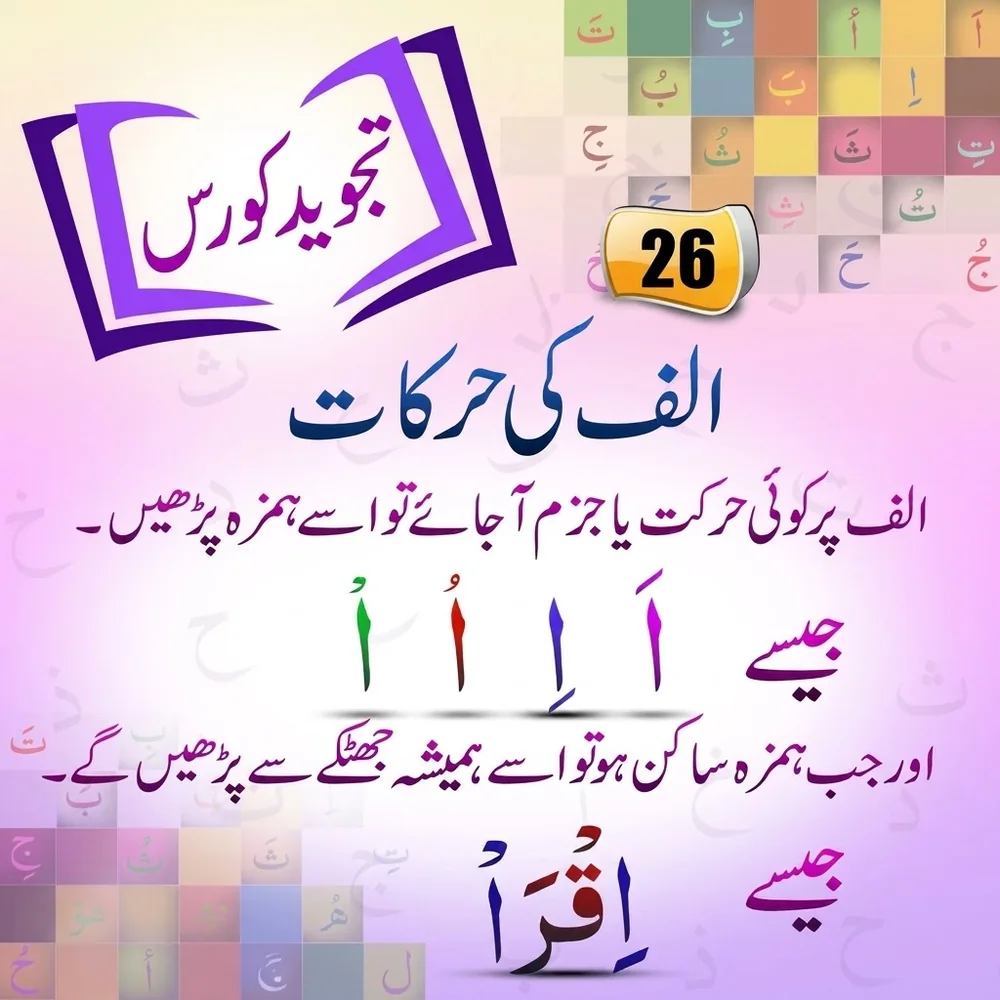 تجوید کورس
26
الف کی حرکات
الف پر کوئی حرکت یا جزم آ جائے تو اسے ہمزہ پڑھیں۔
جیسے اَ اِ اُ اْ
اور جب ہمزہ ساکن ہو تو اسے ہمیشہ جھٹکے سے پڑھیں گے۔
جیسے اِقْرَاْ